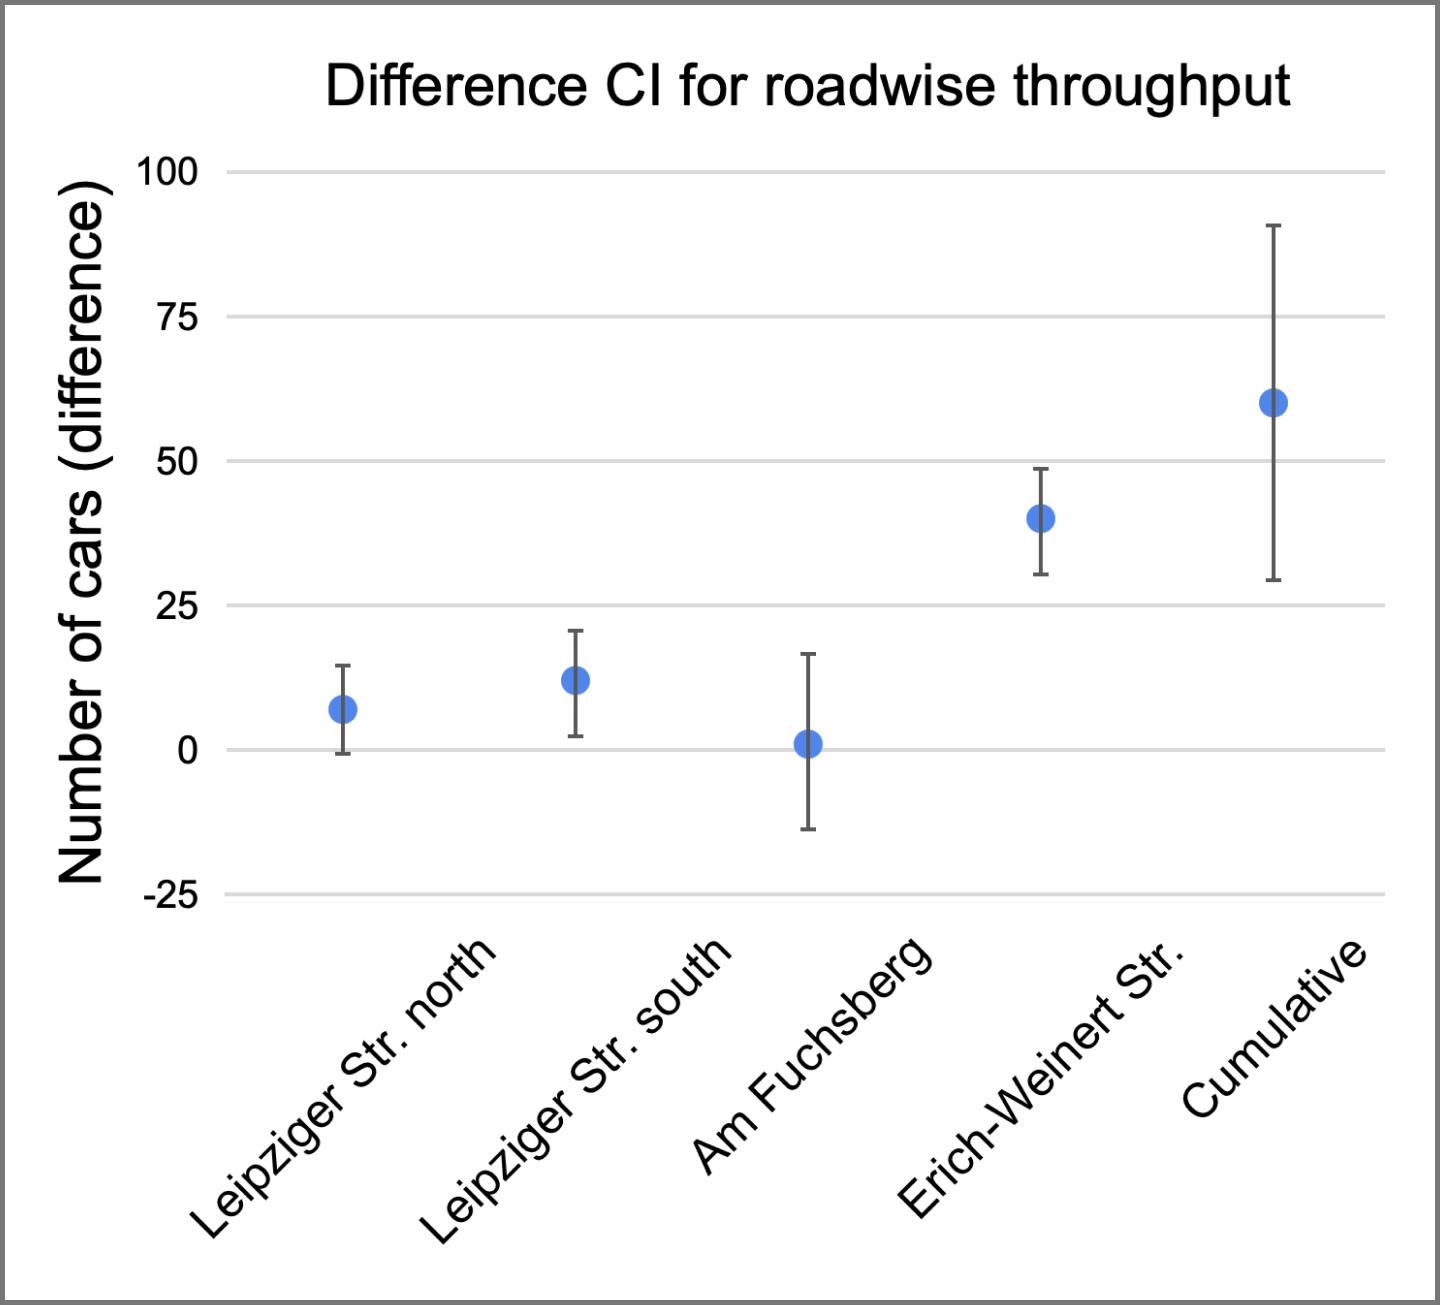 Difference CI for roadwise throughput
Number of cars (difference)
100
75
50
25
0
-25
Leipziger Str. north
Leipziger Str. south
Am Fuchsberg
Erich-Weinert Str.
Cumulative